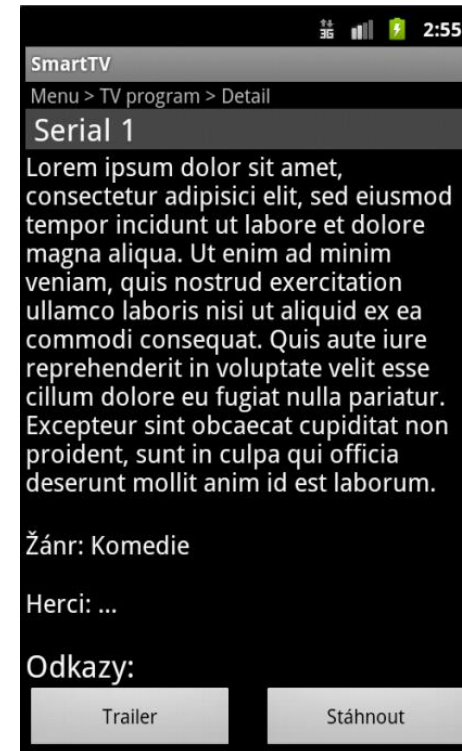 3G 2:55
SmartTV
Menu > TV program > Detail
Serial 1
Lorem ipsum dolor sit amet,
consectetur adipisici elit, sed eiusmod
tempor incidunt ut labore et dolore
magna aliqua. Ut enim ad minim
veniam, quis nostrud exercitation
ullamco laboris nisi ut aliquid ex ea
commodi consequat. Quis aute iure
reprehenderit in voluptate velit esse
cillum dolore eu fugiat nulla pariatur.
Excepteur sint obcaecat cupiditat non
proident, sunt in culpa qui officia
deserunt mollit anim id est laborum.
Žánr: Komedie
Herci: ...
Odkazy:
Trailer Stáhnout